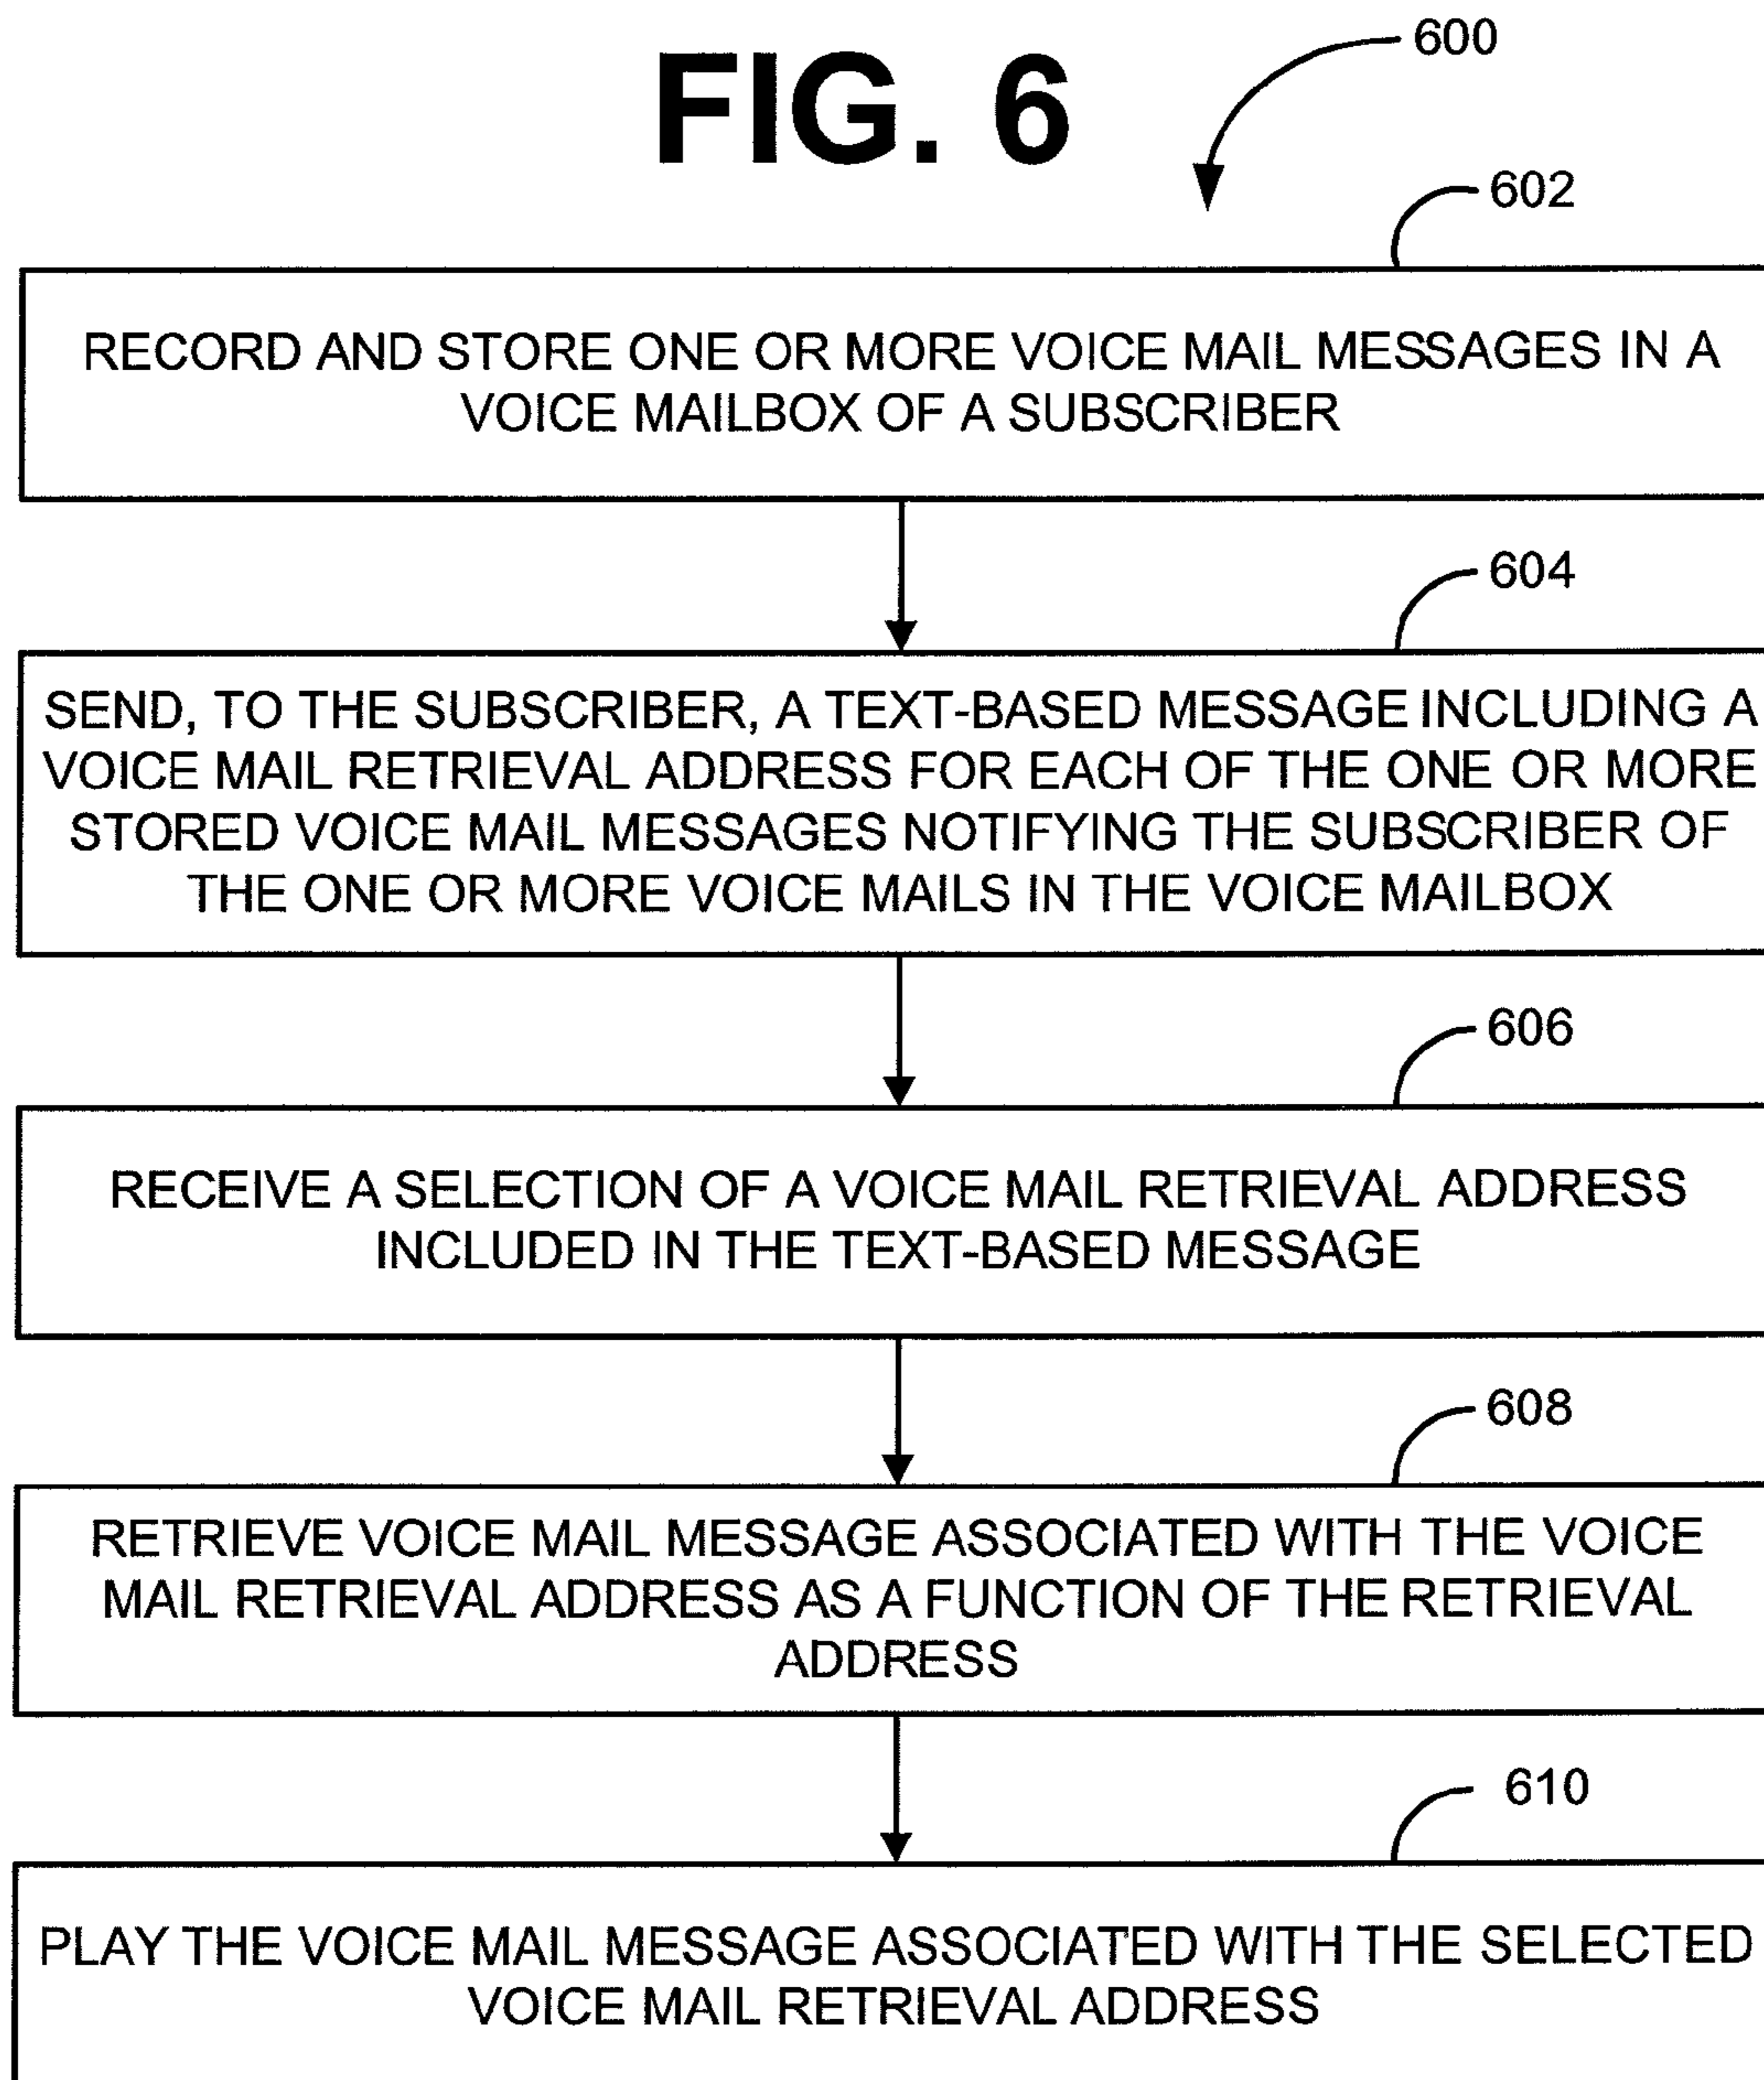 FIG. 6
600
602
RECORD AND STORE ONE OR MORE VOICE MAIL MESSAGES IN A
VOICE MAILBOX OF A SUBSCRIBER
604
SEND, TO THE SUBSCRIBER, A TEXT-BASED MESSAGE INCLUDING A
VOICE MAIL RETRIEVAL ADDRESS FOR EACH OF THE ONE OR MORE
STORED VOICE MAIL MESSAGES NOTIFYING THE SUBSCRIBER OF
THE ONE OR MORE VOICE MAILS IN THE VOICE MAILBOX
606
RECEIVE A SELECTION OF A VOICE MAIL RETRIEVAL ADDRESS
INCLUDED IN THE TEXT-BASED MESSAGE
608
RETRIEVE VOICE MAIL MESSAGE ASSOCIATED WITH THE VOICE
MAIL RETRIEVAL ADDRESS AS A FUNCTION OF THE RETRIEVAL
ADDRESS
610
PLAY THE VOICE MAIL MESSAGE ASSOCIATED WITH THE SELECTED
VOICE MAIL RETRIEVAL ADDRESS